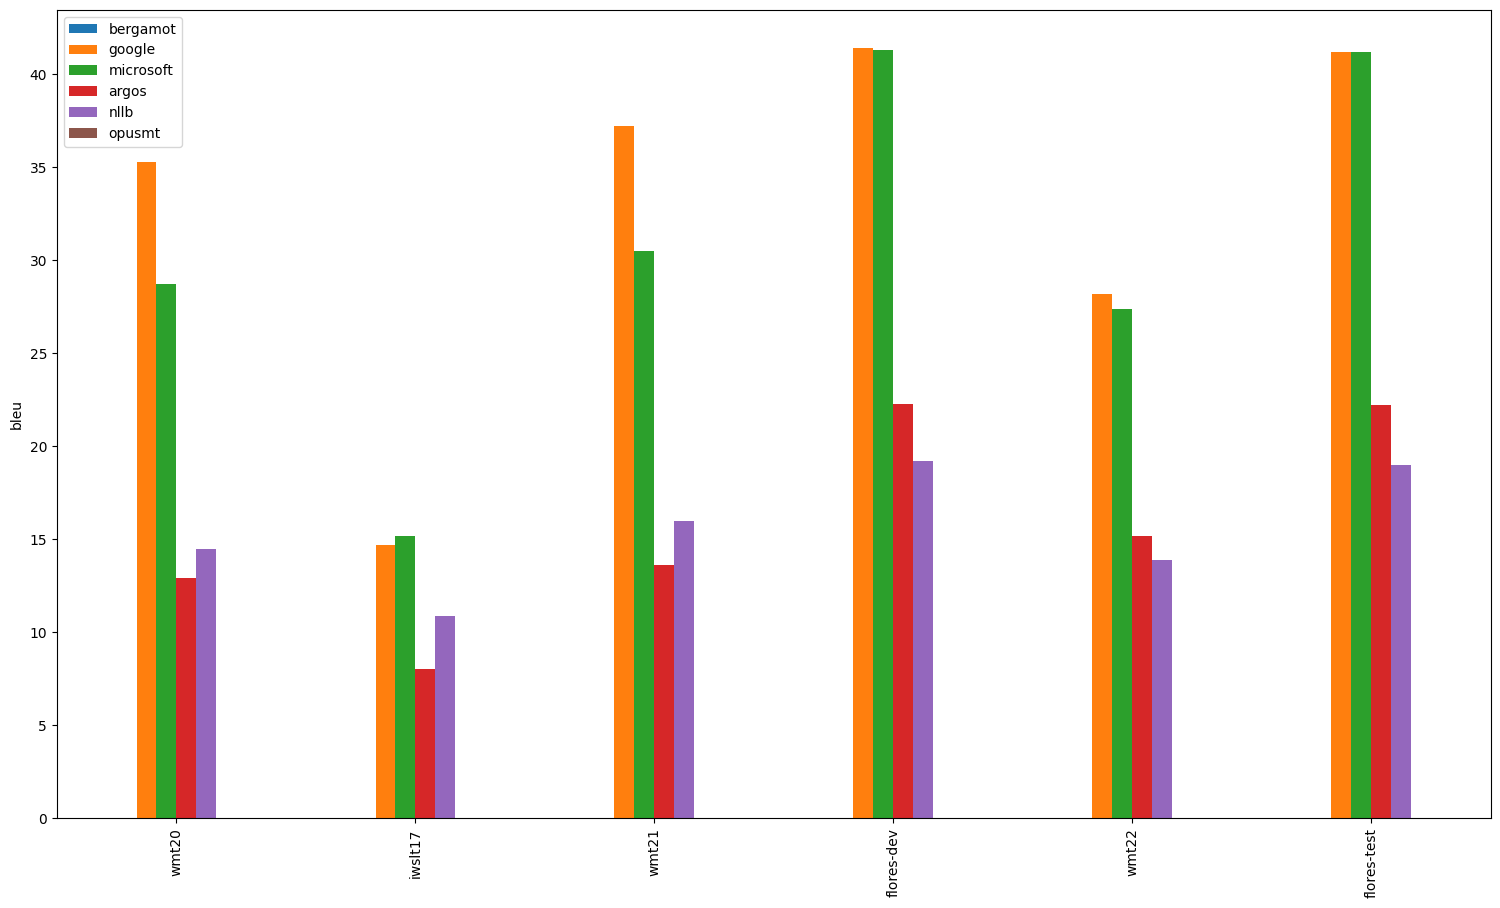 bergamot
google
microsoft
argos
nllb
opusmt
40
35
30
25
20
15
10
5
0
bleu
wmt20
iwslt17
wmt21
flores-dev
wmt22
flores-test